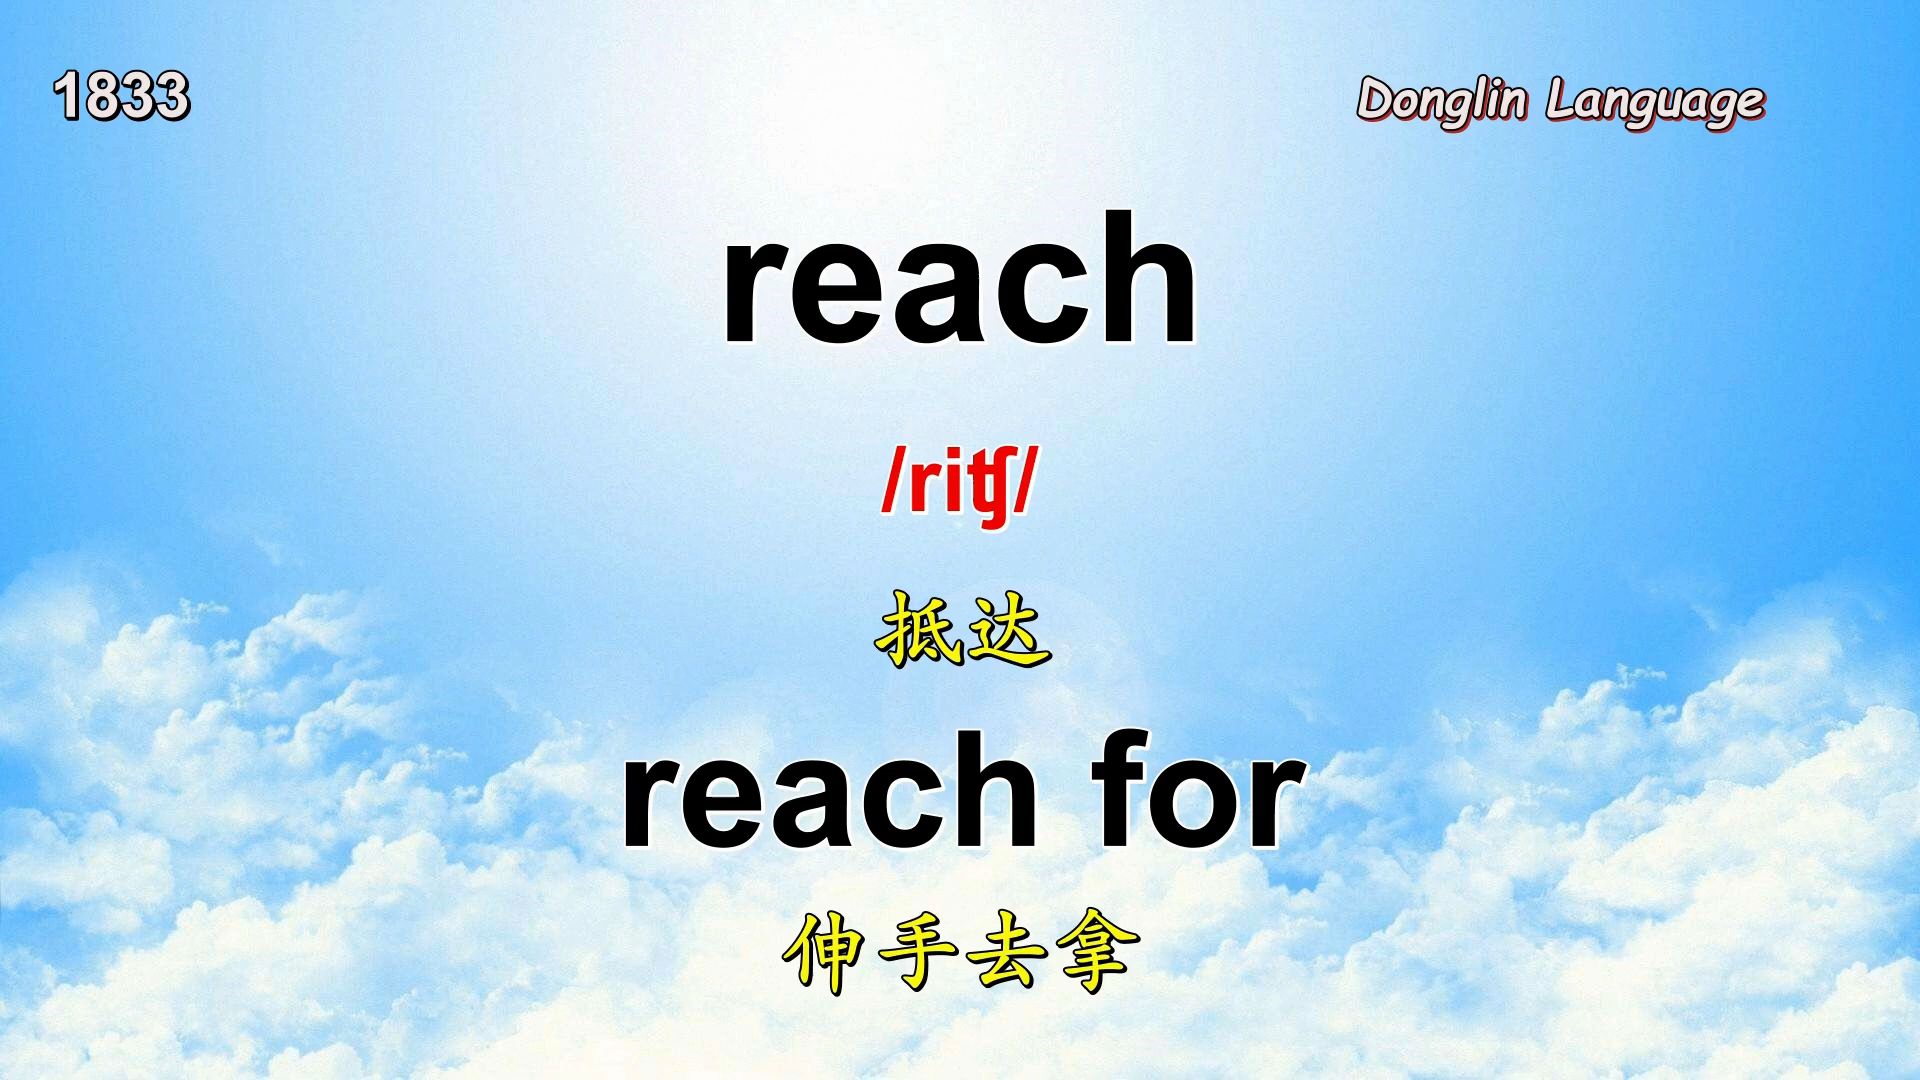 1833
Donglin Language
reach
/riʧ/
抵达
reach for
伸手去拿